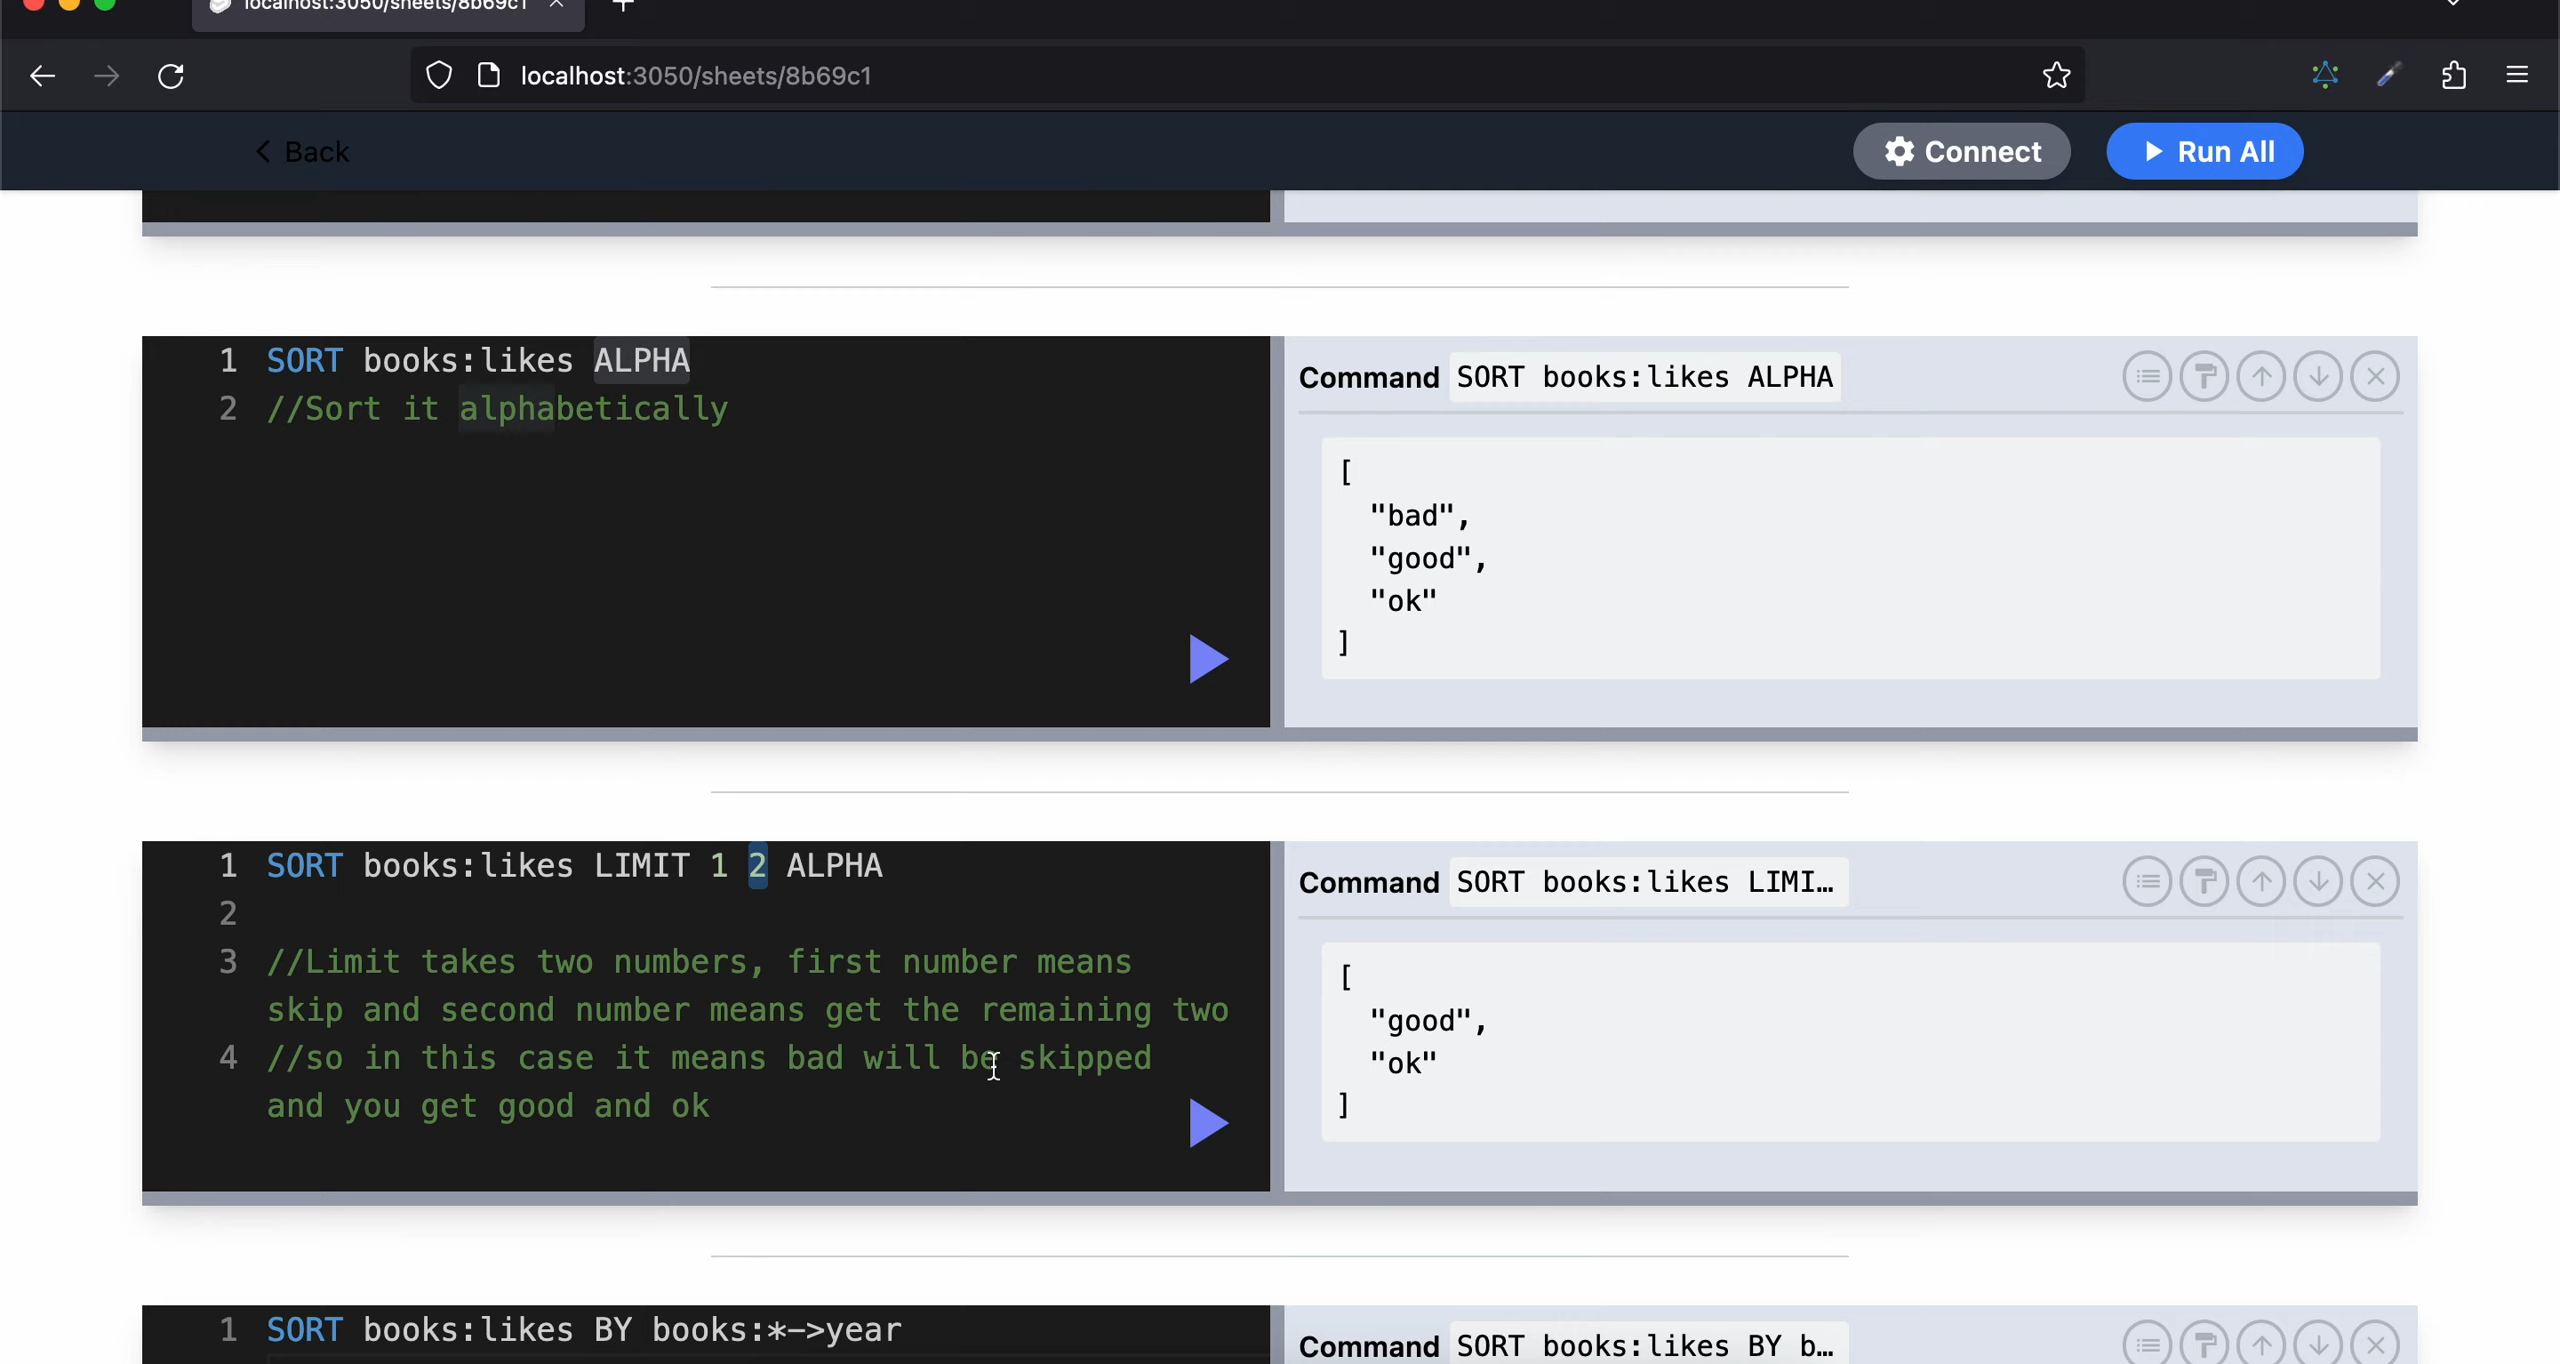 localhost:3050/sheets/8b69c1
localhost:3050/sheets/8b69c1
Back
Connect
Run All
1 SORT books:likes ALPHA
2 //Sort it alphabetically
Command SORT books:likes ALPHA
[
"bad",
"good",
"ok"
]
1 SORT books:likes LIMIT 1 2 ALPHA
2
3 //Limit takes two numbers, first number means
skip and second number means get the remaining two
4 //so in this case it means bad will be skipped
and you get good and ok
Command SORT books:likes LIMI…
[
"good",
"ok"
]
1 SORT books:likes BY books:*->year
Command SORT books:likes BY b…